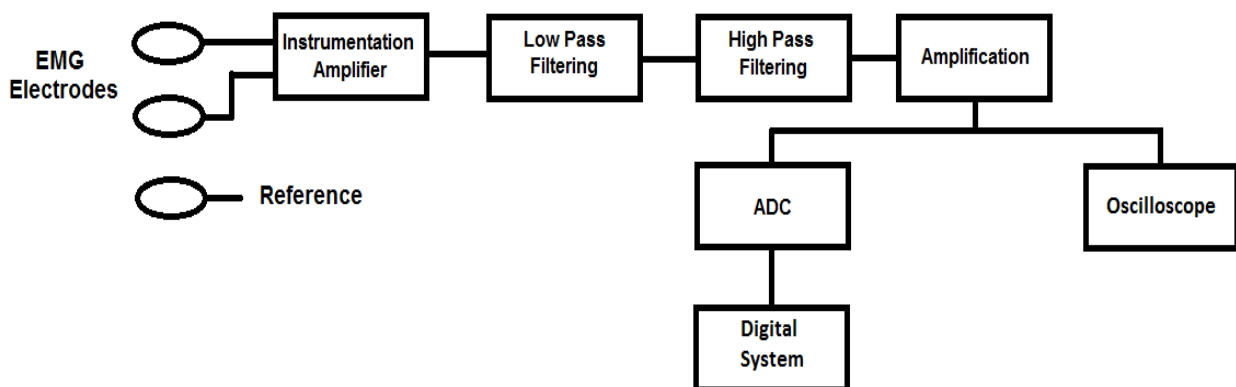 EMG
Electrodes
Instrumentation
Amplifier
Low Pass
Filtering
High Pass
Filtering
Amplification
Reference
ADC
Oscilloscope
Digital
System